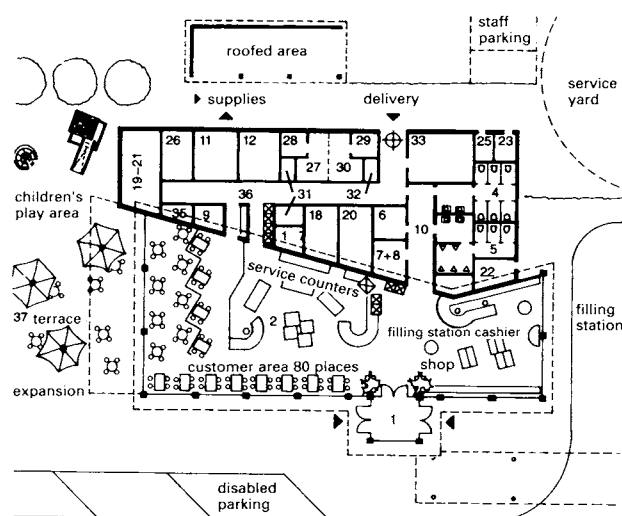 staff
parking
roofed area
service
yard
supplies
delivery
26
11
12
28
29
33
25
23
19–21
27
30
4
children's
play area
36
31
32
35
9
1
18
20
6
10
5
7+8
22
service counters
37 terrace
2
filling station cashier
filling
station
shop
customer area 80 places
expansion
1
disabled
parking